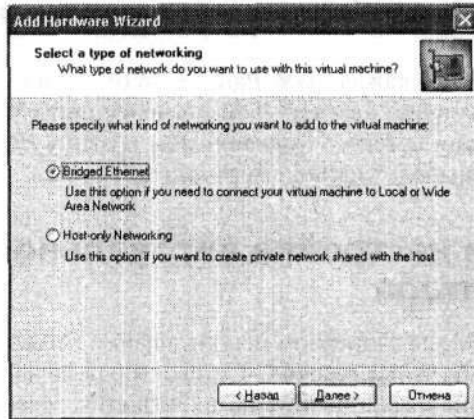 Add Hardware Wizard
Select a type of networking
What type of network do you want to use with this virtual machine?
Please specify what kind of networking you want to add to the virtual machine:
Bridged Ethernet
Use this option if you need to connect your virtual machine to Local or Wide
Area Network
Host-only Networking
Use this option if you want to create private network shared with the host
< Назад
Далее >
Отмена